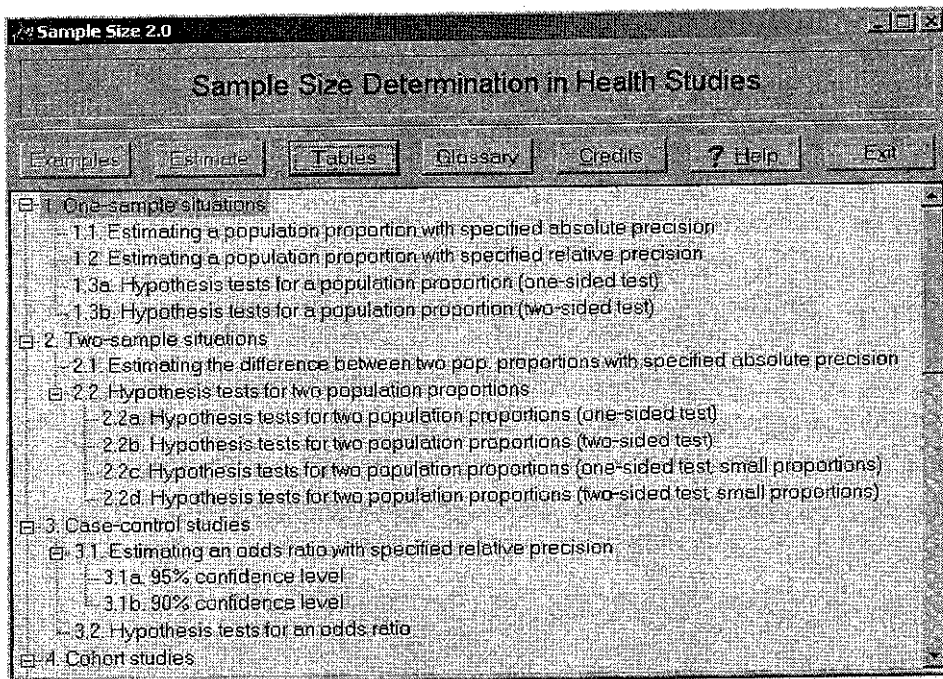 Sample Size 2.0
Sample Size Determination in Health Studies
Examples Estimate Tables Glossary Credits ? Help Exit
1. One-sample situations
1.1. Estimating a population proportion with specified absolute precision
1.2. Estimating a population proportion with specified relative precision
1.3a. Hypothesis tests for a population proportion (one-sided test)
1.3b. Hypothesis tests for a population proportion (two-sided test)
2. Two-sample situations
2.1. Estimating the difference between two pop. proportions with specified absolute precision
2.2. Hypothesis tests for two population proportions
2.2a. Hypothesis tests for two population proportions (one-sided test)
2.2b. Hypothesis tests for two population proportions (two-sided test)
2.2c. Hypothesis tests for two population proportions (one-sided test, small proportions)
2.2d. Hypothesis tests for two population proportions (two-sided test, small proportions)
3. Case-control studies
3.1. Estimating an odds ratio with specified relative precision
3.1a. 95% confidence level
3.1b. 90% confidence level
3.2. Hypothesis tests for an odds ratio
4. Cohort studies